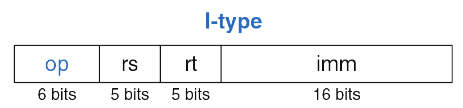 I-type
op rs rt imm
6 bits 5 bits 5 bits 16 bits